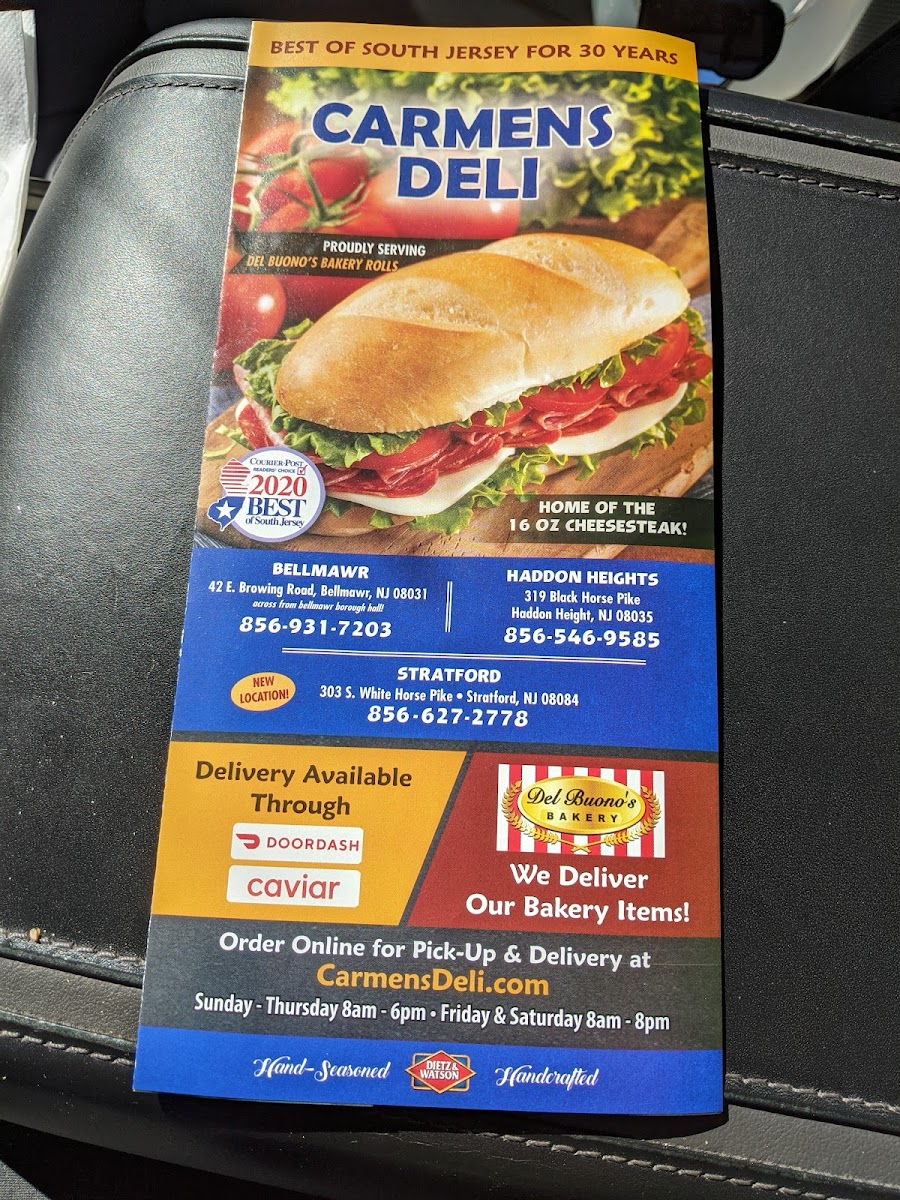 BEST OF SOUTH JERSEY FOR 30 YEARS
CARMENS
DELI
PROUDLY SERVING
DEL BUONO'S BAKERY ROLLS
COURIER-POST
READERS' CHOICE
2020
BEST
of South Jersey
HOME OF THE
16 OZ CHEESESTEAK!
BELLMAWR
42 E. Browing Road, Bellmawr, NJ 08031
across from bellmawr borough hall!
856-931-7203
HADDON HEIGHTS
319 Black Horse Pike
Haddon Height, NJ 08035
856-546-9585
NEW
LOCATION!
STRATFORD
303 S. White Horse Pike • Stratford, NJ 08084
856-627-2778
Delivery Available
Through
DOORDASH
caviar
Del Buono's
BAKERY
We Deliver
Our Bakery Items!
Order Online for Pick-Up & Delivery at
CarmensDeli.com
Sunday - Thursday 8am - 6pm • Friday & Saturday 8am - 8pm
Hand-Seasoned
DIETZ &
WATSON
Handcrafted